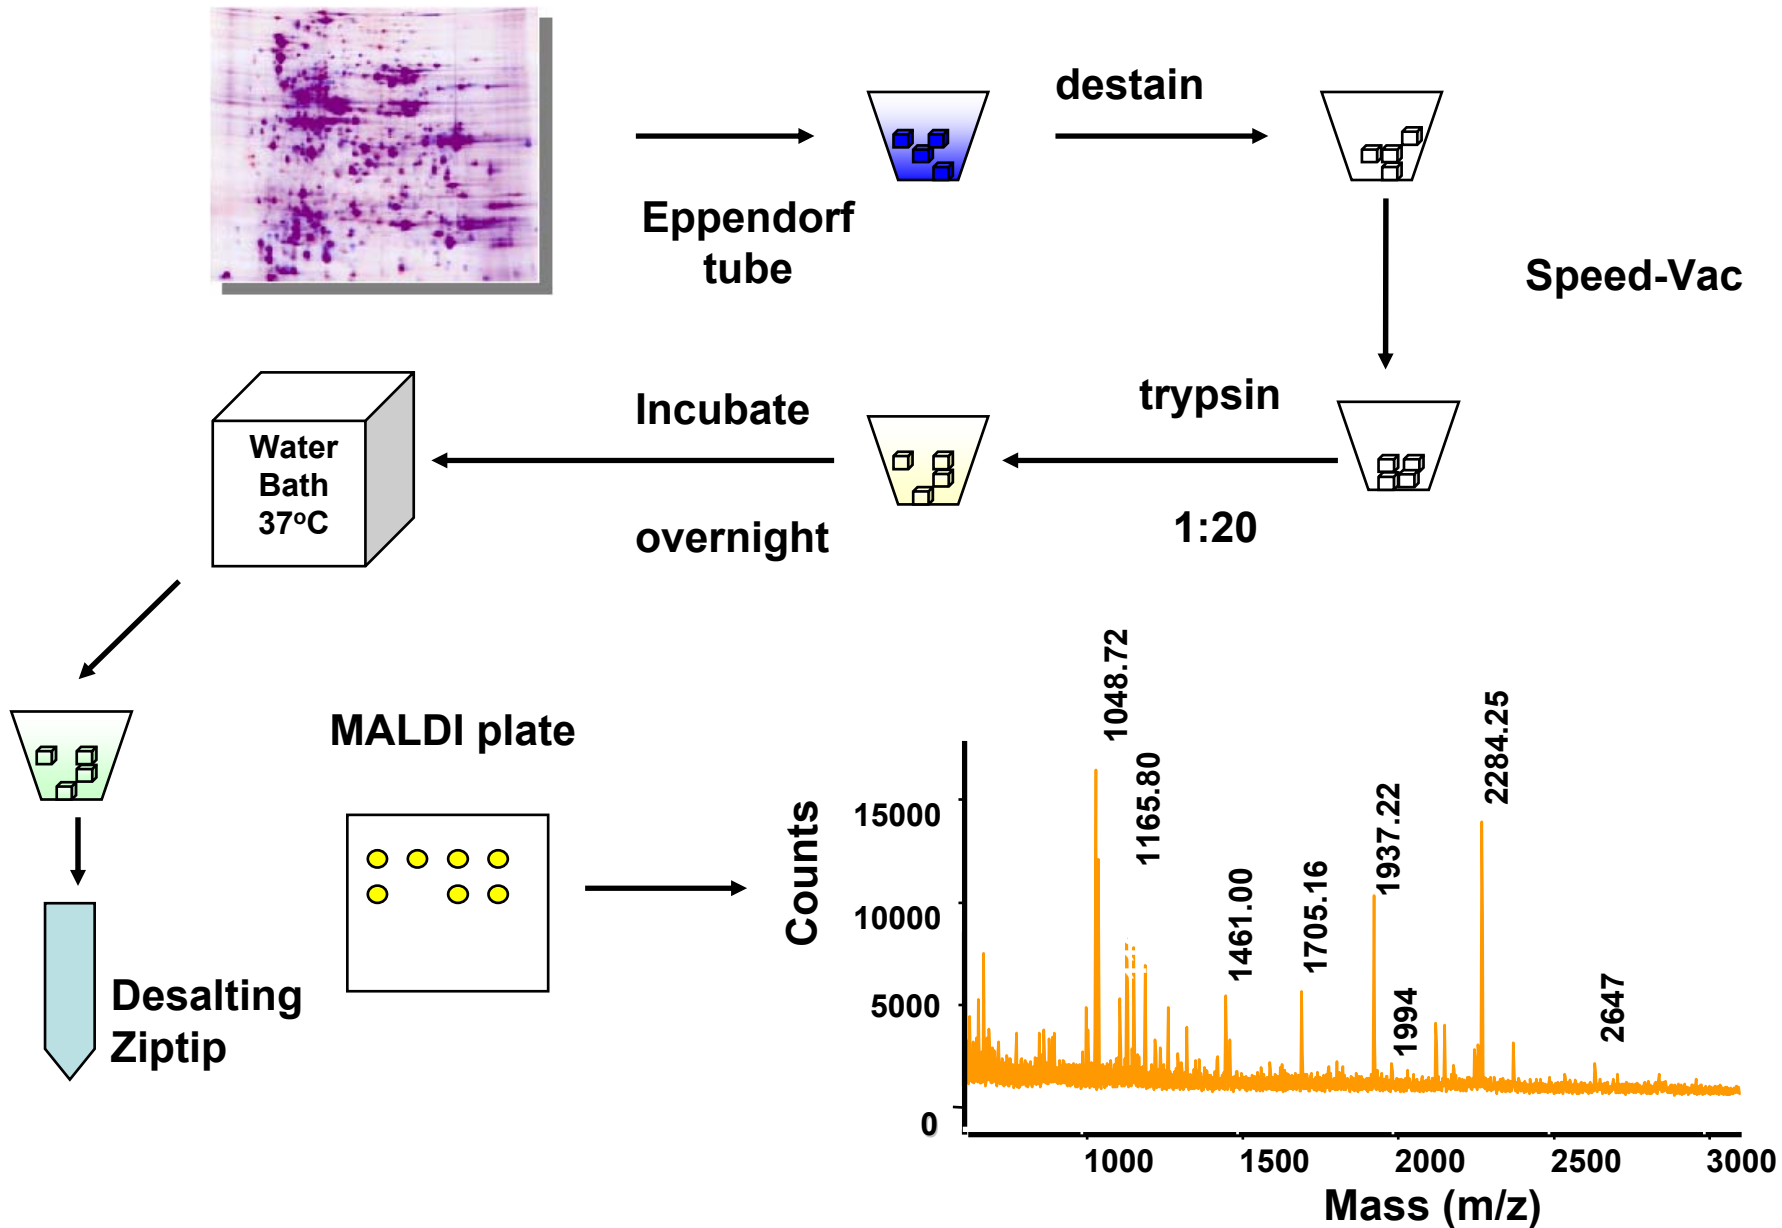 destain
Eppendorf
tube
Speed-Vac
trypsin
1:20
Incubate
overnight
Water
Bath
37°C
Desalting
Ziptip
MALDI plate
Counts
15000
10000
5000
0
1048.72
1165.80
1461.00
1705.16
1937.22
1994
2284.25
2647
1000 1500 2000 2500 3000
Mass (m/z)